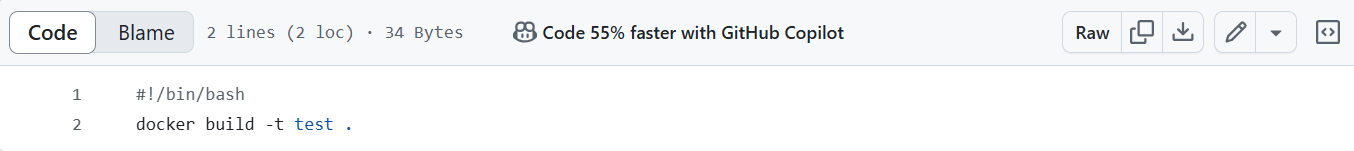 Code Blame 2 lines (2 loc) · 34 Bytes Code 55% faster with GitHub Copilot Raw
1 #!/bin/bash
2 docker build -t test .